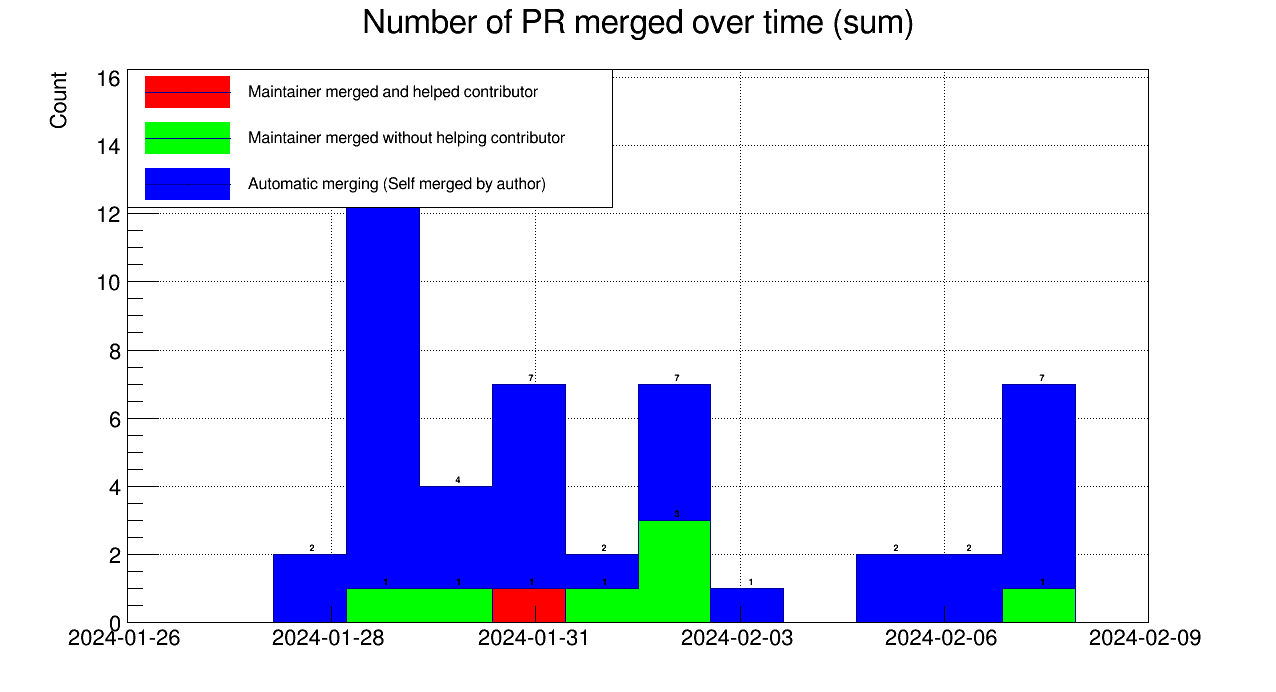 Number of PR merged over time (sum)
Count
16
14
12
10
8
6
4
2
0
Maintainer merged and helped contributor
Maintainer merged without helping contributor
Automatic merging (Self merged by author)
7 7 7
4
3
2 2 2 2
1 1 1 1 1 1
2024-01-26 2024-01-28 2024-01-31 2024-02-03 2024-02-06 2024-02-09